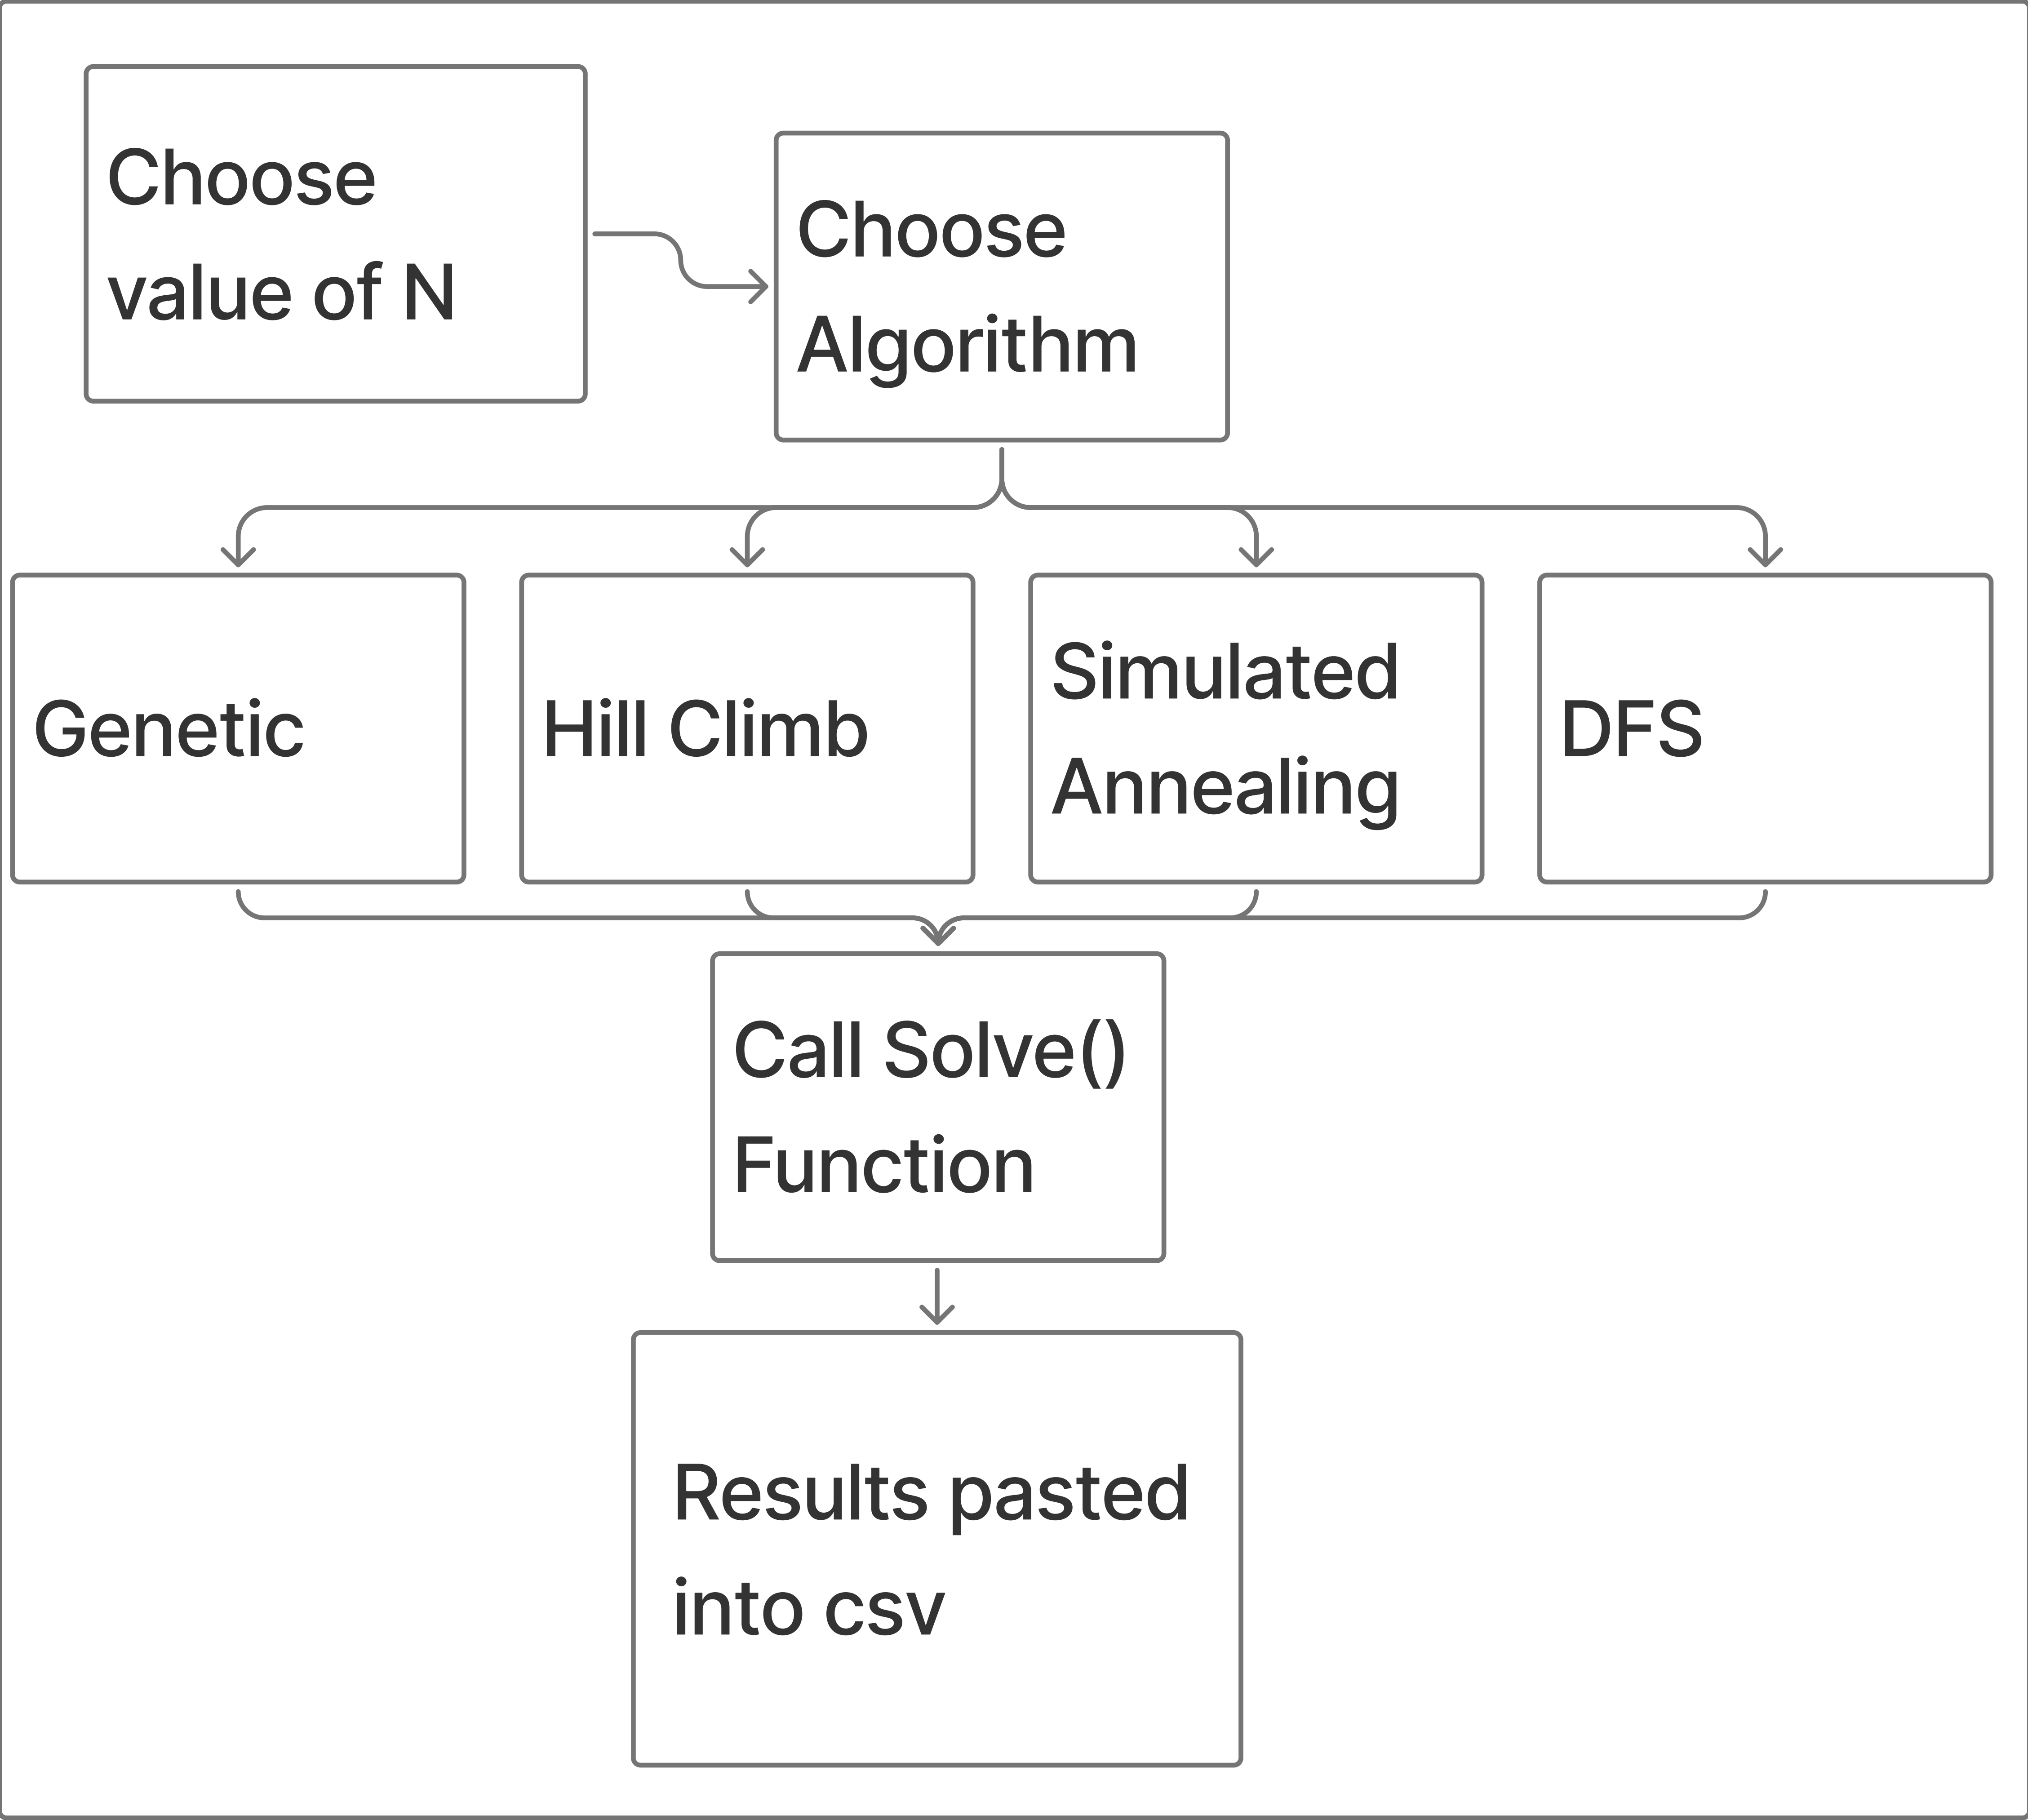 Choose
value of N
Choose
Algorithm
Genetic
Hill Climb
Simulated
Annealing
DFS
Call Solve()
Function
Results pasted
into csv